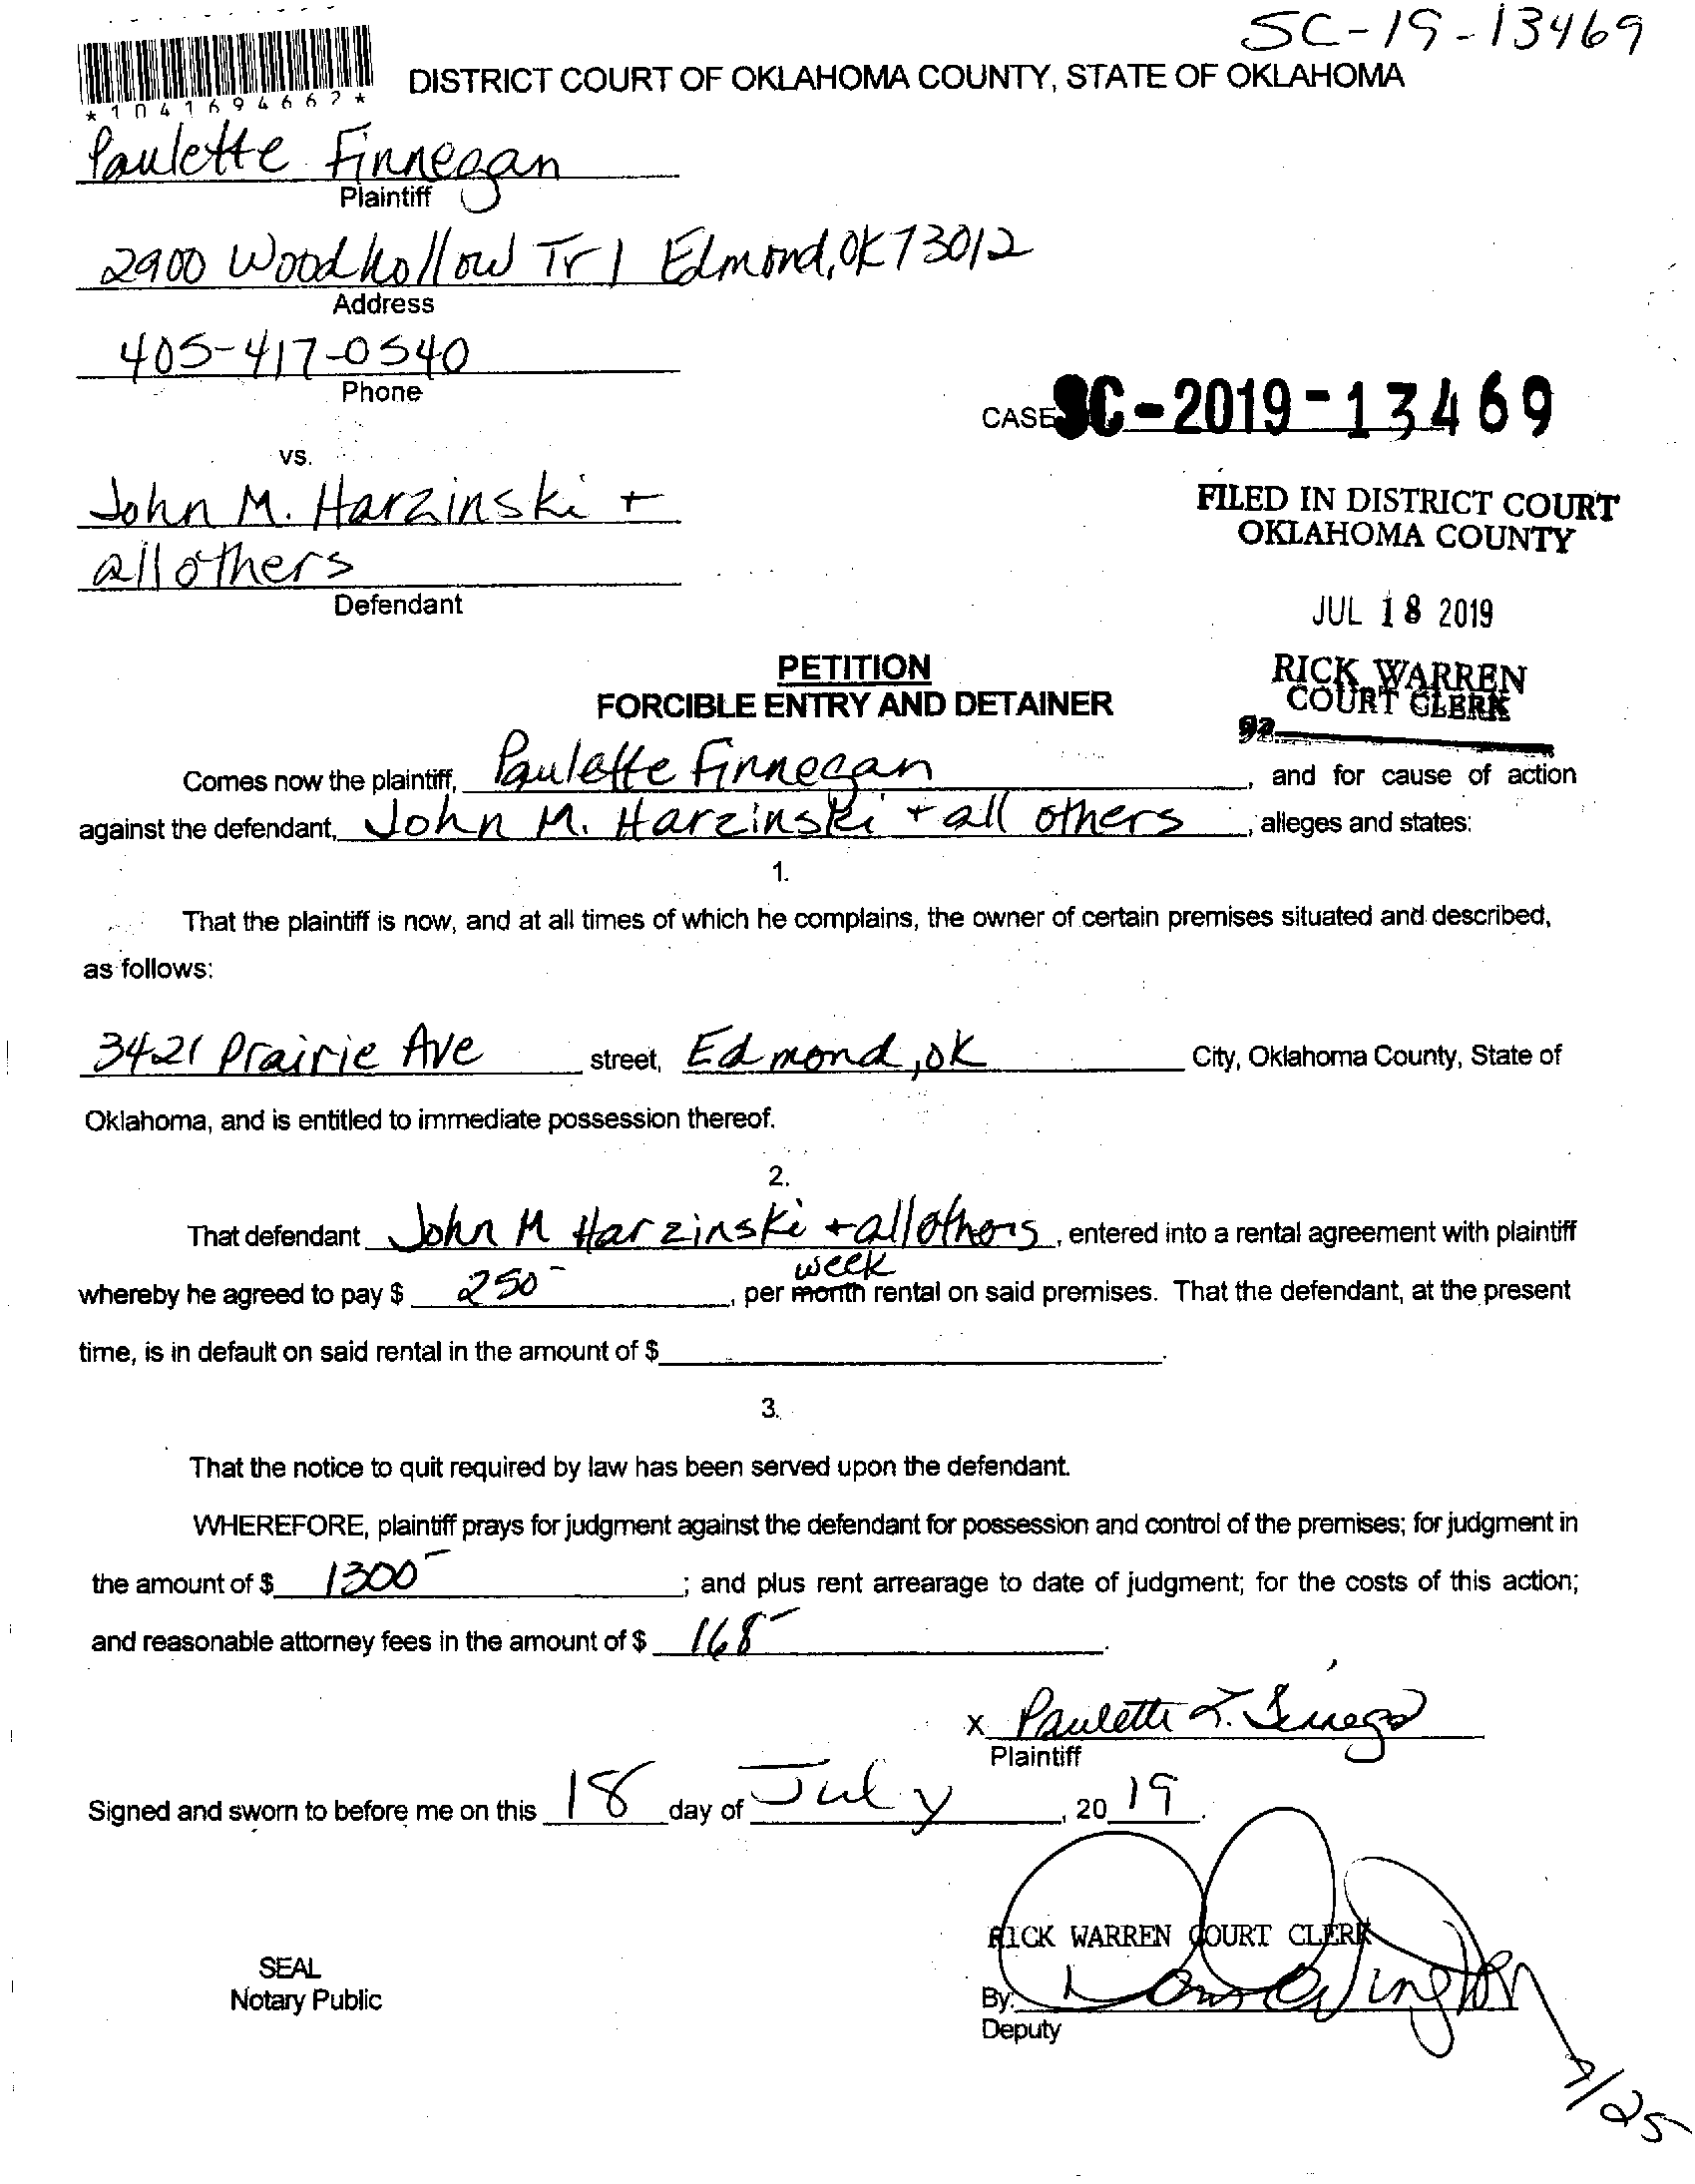 SC-19-13469
*1041694662*
DISTRICT COURT OF OKLAHOMA COUNTY, STATE OF OKLAHOMA
Paulette Finnegan
Plaintiff
2900 Woodhollow Trl Edmond, OK 73012
Address
405-417-0540
Phone
CASE SC-2019-13469
vs.
John M. Harzinski +
all others
Defendant
FILED IN DISTRICT COURT
OKLAHOMA COUNTY
JUL 18 2019
RICK WARREN
COURT CLERK
PETITION
FORCIBLE ENTRY AND DETAINER
Comes now the plaintiff, Paulette Finnegan, and for cause of action
against the defendant, John M. Harzinski + all others, alleges and states:
1.
That the plaintiff is now, and at all times of which he complains, the owner of certain premises situated and described,
as follows:
3421 Prairie Ave street, Edmond, OK City, Oklahoma County, State of
Oklahoma, and is entitled to immediate possession thereof.
2.
That defendant John M Harzinski + all others, entered into a rental agreement with plaintiff
week
whereby he agreed to pay $ 250-, per month rental on said premises. That the defendant, at the present
time, is in default on said rental in the amount of $.
3.
That the notice to quit required by law has been served upon the defendant.
WHEREFORE, plaintiff prays for judgment against the defendant for possession and control of the premises; for judgment in
the amount of $ 1300-; and plus rent arrearage to date of judgment; for the costs of this action;
and reasonable attorney fees in the amount of $ 168-.
x Paulette
Plaintiff
Signed and sworn to before me on this 18 day of July, 2019.
RICK WARREN COURT CLERK
SEAL
Notary Public
By:
Deputy
7/25